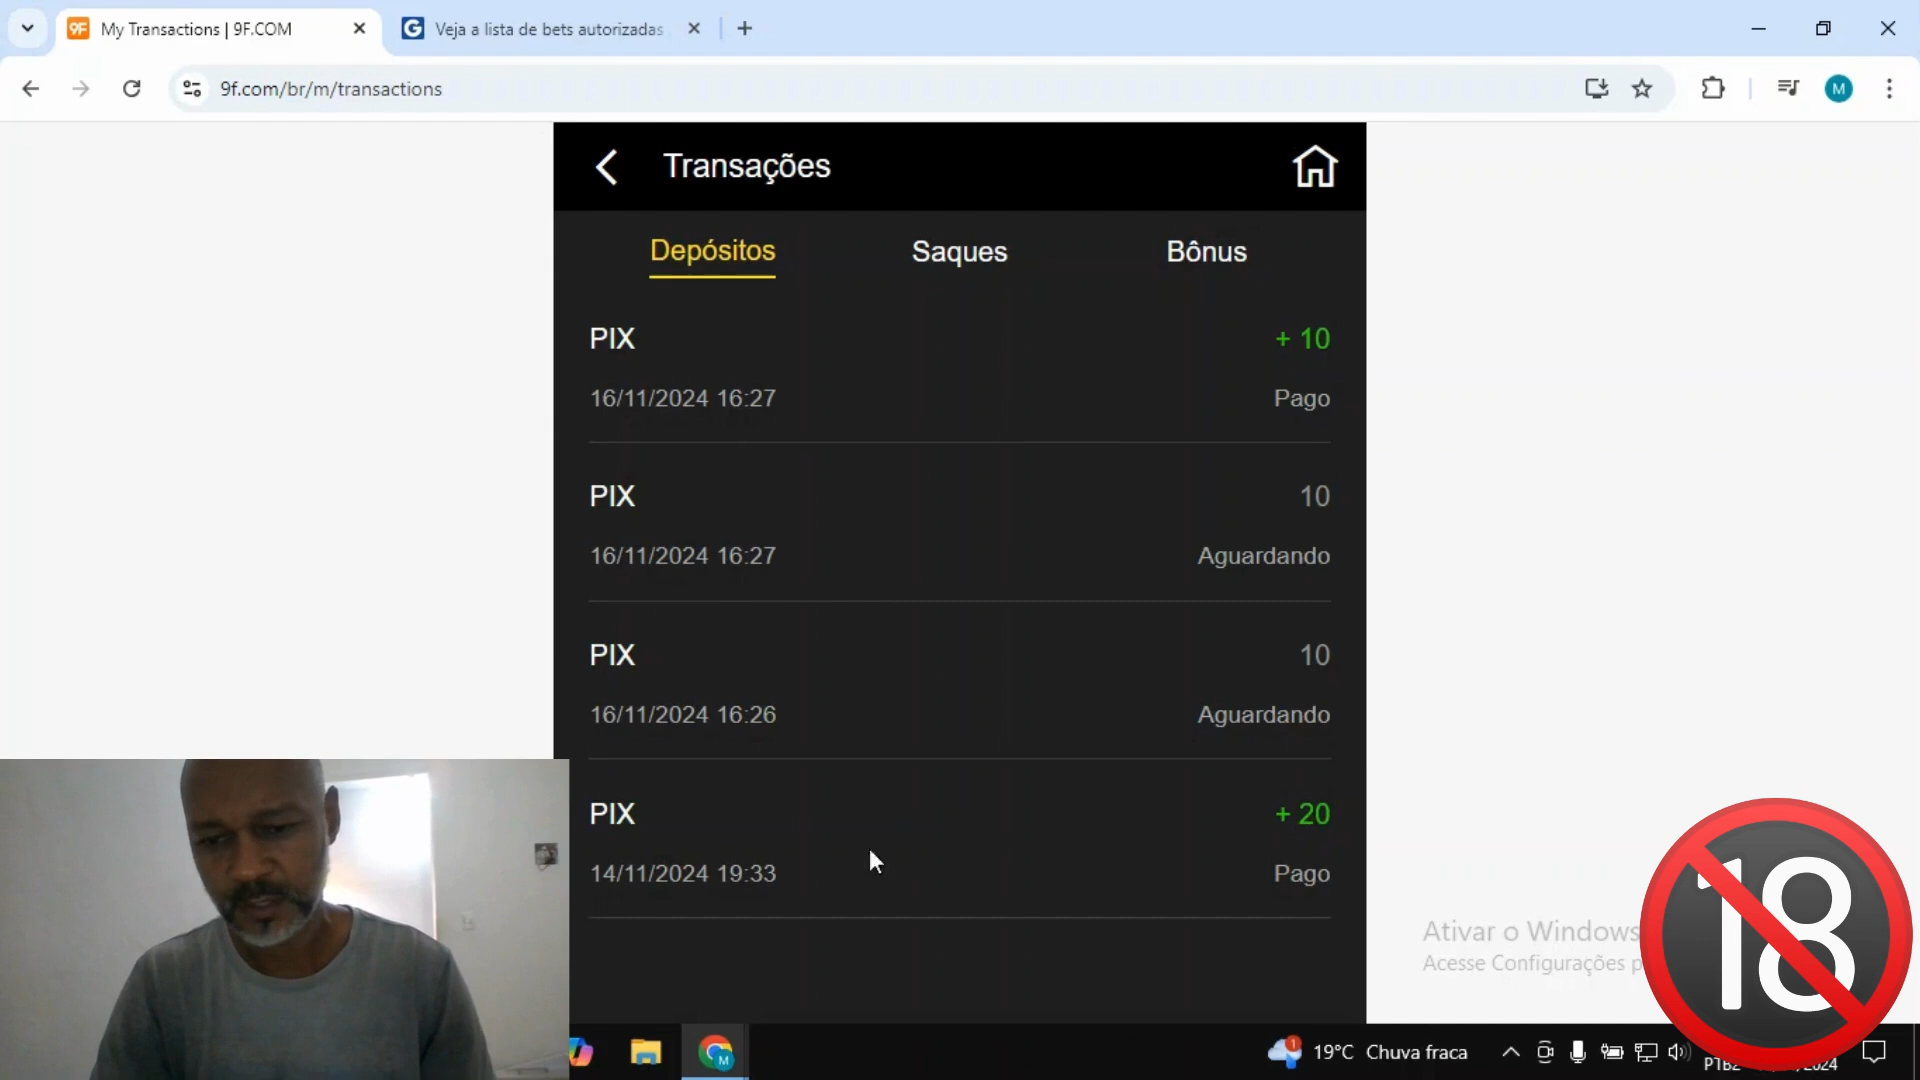 My Transactions | 9F.COM
Veja a lista de bets autorizadas
9f.com/br/m/transactions
M
Transações
Depósitos
Saques
Bônus
PIX
+ 10
16/11/2024 16:27
Pago
PIX
10
16/11/2024 16:27
Aguardando
PIX
10
16/11/2024 16:26
Aguardando
PIX
+ 20
14/11/2024 19:33
Pago
Ativar o Windows
Acesse Configurações p
18
19°C Chuva fraca